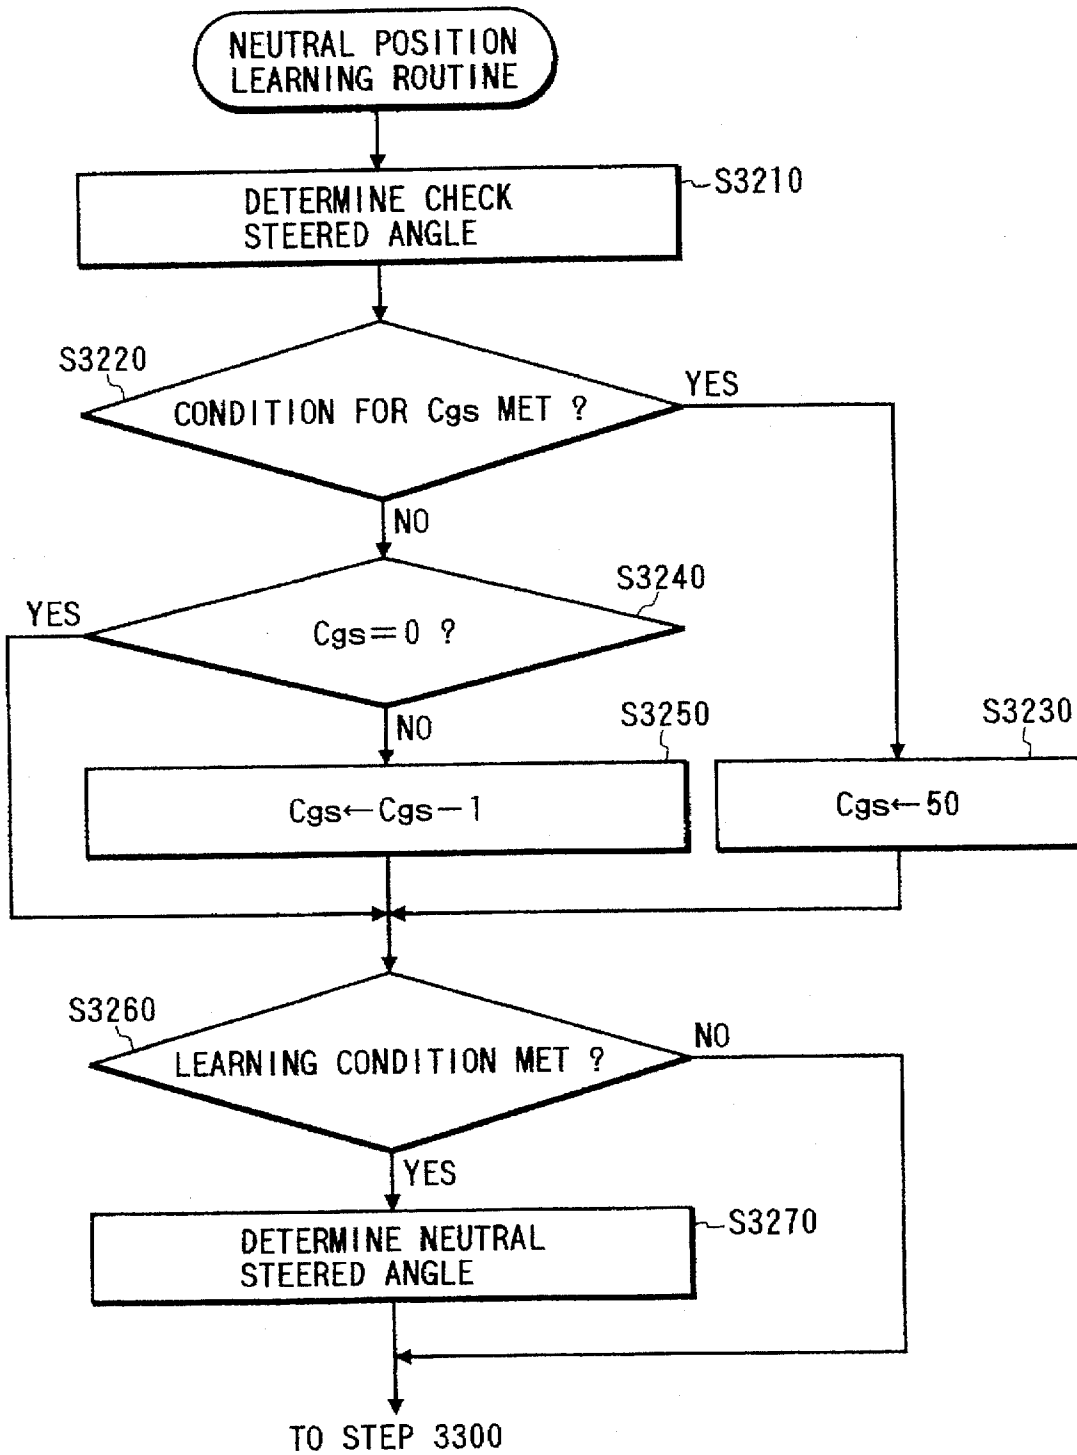 NEUTRAL POSITION
LEARNING ROUTINE
S3210
DETERMINE CHECK
STEERED ANGLE
S3220
YES
CONDITION FOR Cgs MET ?
NO
S3240
YES
Cgs=0 ?
NO
S3250
S3230
Cgs←Cgs−1
Cgs←50
S3260
NO
LEARNING CONDITION MET ?
YES
S3270
DETERMINE NEUTRAL
STEERED ANGLE
TO STEP 3300